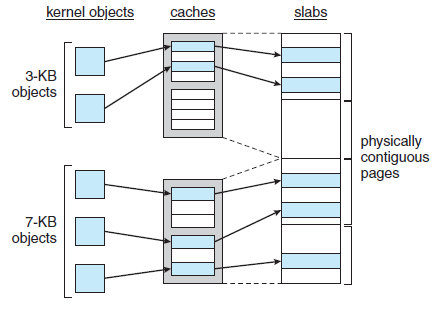 kernel objects
caches
slabs
3-KB
objects
7-KB
objects
physically
contiguous
pages